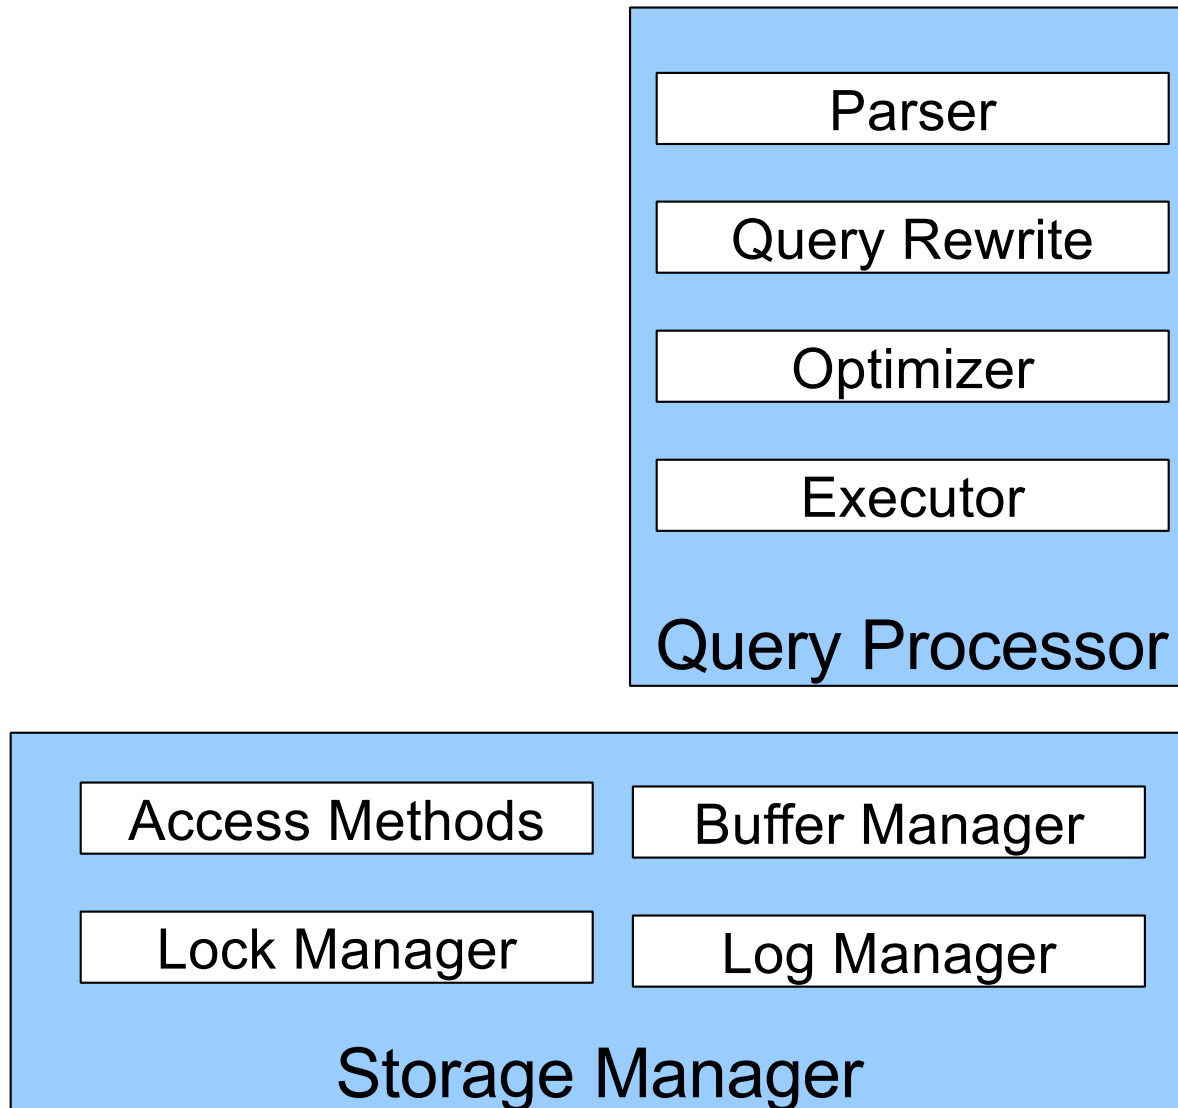 Parser
Query Rewrite
Optimizer
Executor
Query Processor
Access Methods
Buffer Manager
Lock Manager
Log Manager
Storage Manager